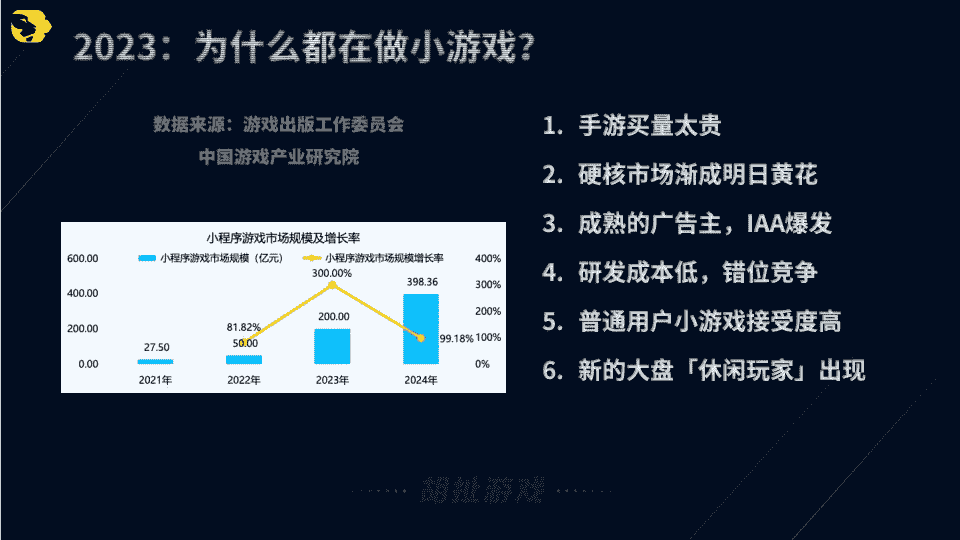 2023：为什么都在做小游戏？
数据来源：游戏出版工作委员会
中国游戏产业研究院
小程序游戏市场规模及增长率
小程序游戏市场规模（亿元） 小程序游戏市场规模增长率
600.00
400.00
200.00
0.00
400%
300%
200%
100%
0%
27.50
50.00
200.00
398.36
81.82%
300.00%
99.18%
2021年 2022年 2023年 2024年
1. 手游买量太贵
2. 硬核市场渐成明日黄花
3. 成熟的广告主，IAA爆发
4. 研发成本低，错位竞争
5. 普通用户小游戏接受度高
6. 新的大盘「休闲玩家」出现
胡扯游戏